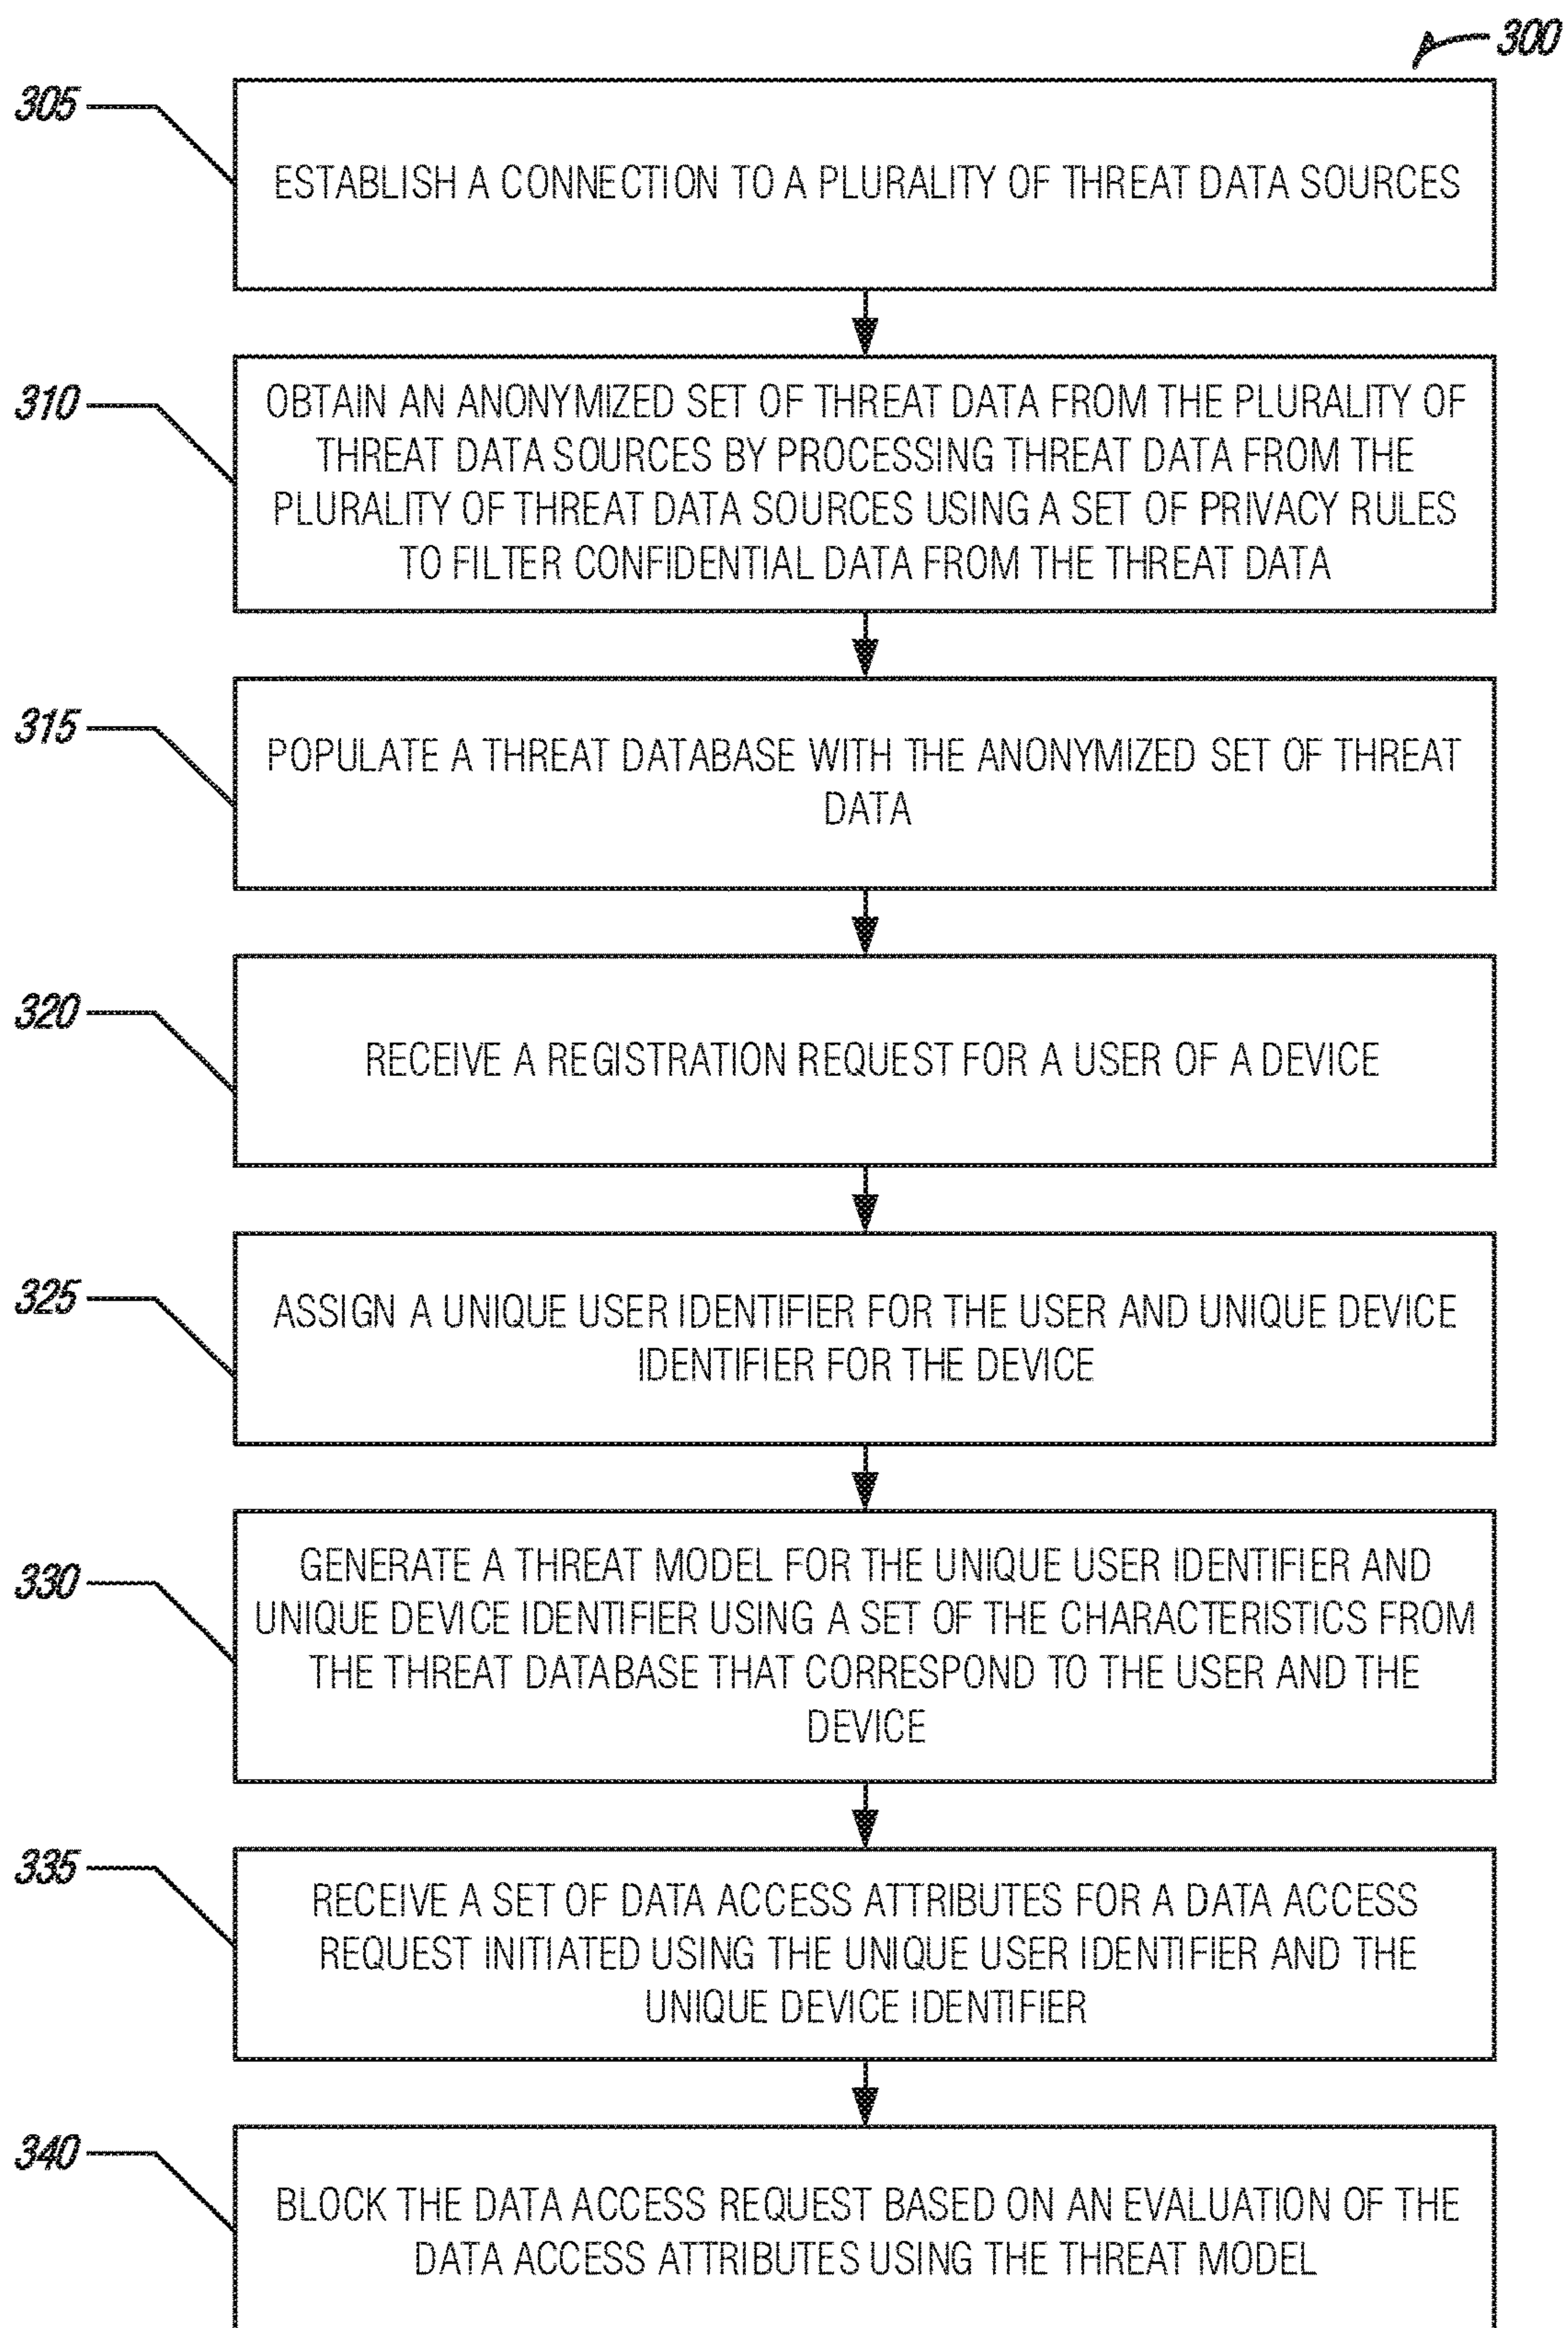 300
305
ESTABLISH A CONNECTION TO A PLURALITY OF THREAT DATA SOURCES
310
OBTAIN AN ANONYMIZED SET OF THREAT DATA FROM THE PLURALITY OF
THREAT DATA SOURCES BY PROCESSING THREAT DATA FROM THE
PLURALITY OF THREAT DATA SOURCES USING A SET OF PRIVACY RULES
TO FILTER CONFIDENTIAL DATA FROM THE THREAT DATA
315
POPULATE A THREAT DATABASE WITH THE ANONYMIZED SET OF THREAT
DATA
320
RECEIVE A REGISTRATION REQUEST FOR A USER OF A DEVICE
325
ASSIGN A UNIQUE USER IDENTIFIER FOR THE USER AND UNIQUE DEVICE
IDENTIFIER FOR THE DEVICE
330
GENERATE A THREAT MODEL FOR THE UNIQUE USER IDENTIFIER AND
UNIQUE DEVICE IDENTIFIER USING A SET OF THE CHARACTERISTICS FROM
THE THREAT DATABASE THAT CORRESPOND TO THE USER AND THE
DEVICE
335
RECEIVE A SET OF DATA ACCESS ATTRIBUTES FOR A DATA ACCESS
REQUEST INITIATED USING THE UNIQUE USER IDENTIFIER AND THE
UNIQUE DEVICE IDENTIFIER
340
BLOCK THE DATA ACCESS REQUEST BASED ON AN EVALUATION OF THE
DATA ACCESS ATTRIBUTES USING THE THREAT MODEL